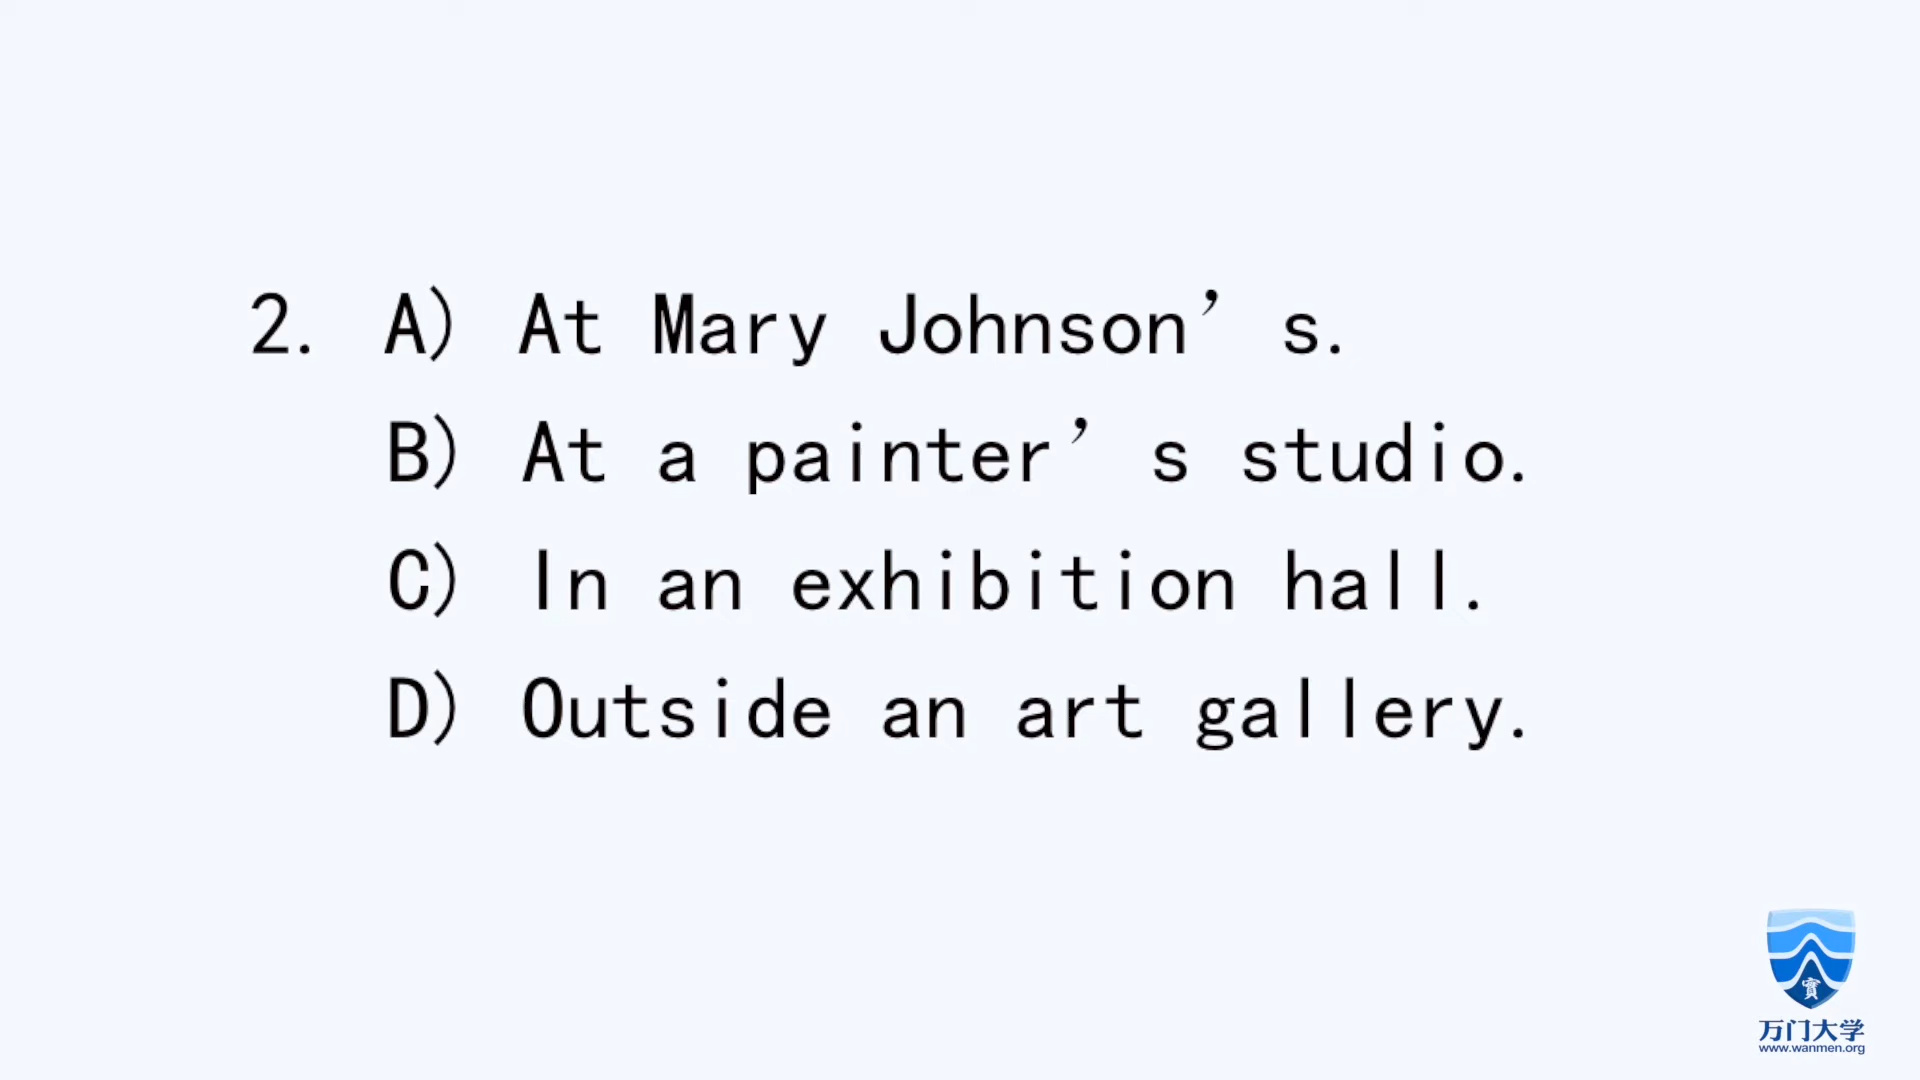 2. A) At Mary Johnson’s.
B) At a painter’s studio.
C) In an exhibition hall.
D) Outside an art gallery.
寶
万门大学
www.wanmen.org